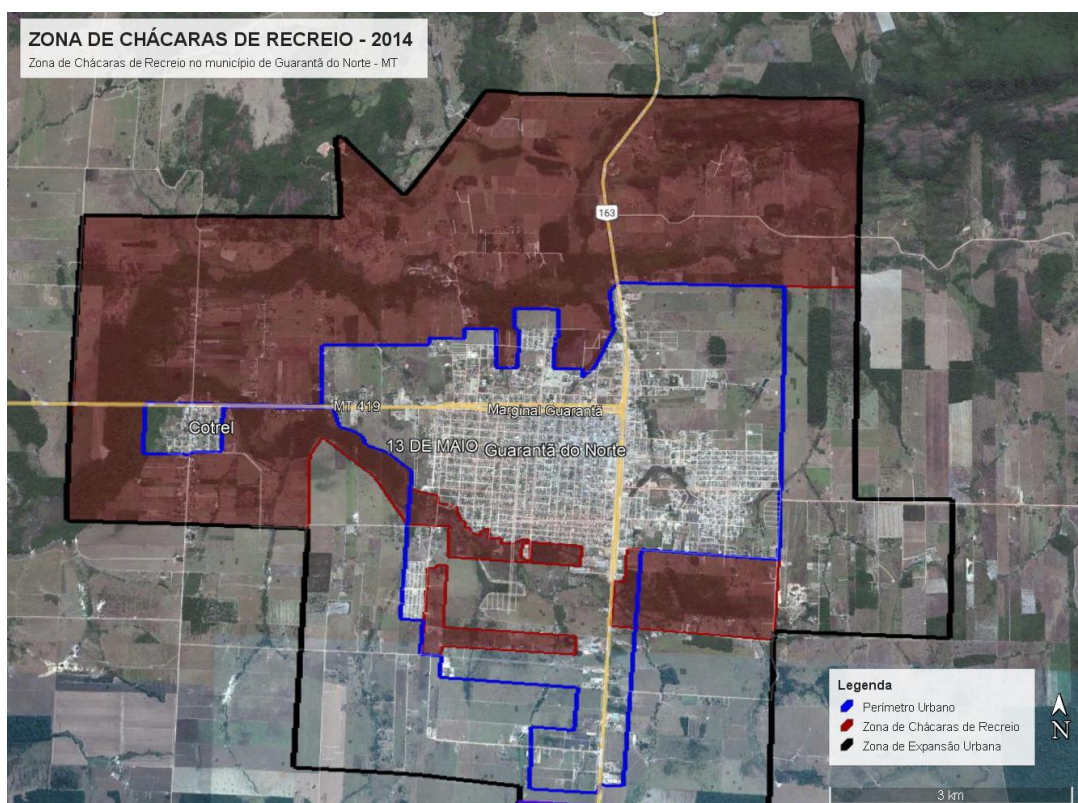 ZONA DE CHÁCARAS DE RECREIO - 2014
Zona de Chácaras de Recreio no município de Guarantã do Norte - MT
163
MT 419
Marginal Guarantã
Cotrel
13 DE MAIO
Guarantã do Norte
Legenda
Perímetro Urbano
Zona de Chácaras de Recreio
Zona de Expansão Urbana
N
3 km